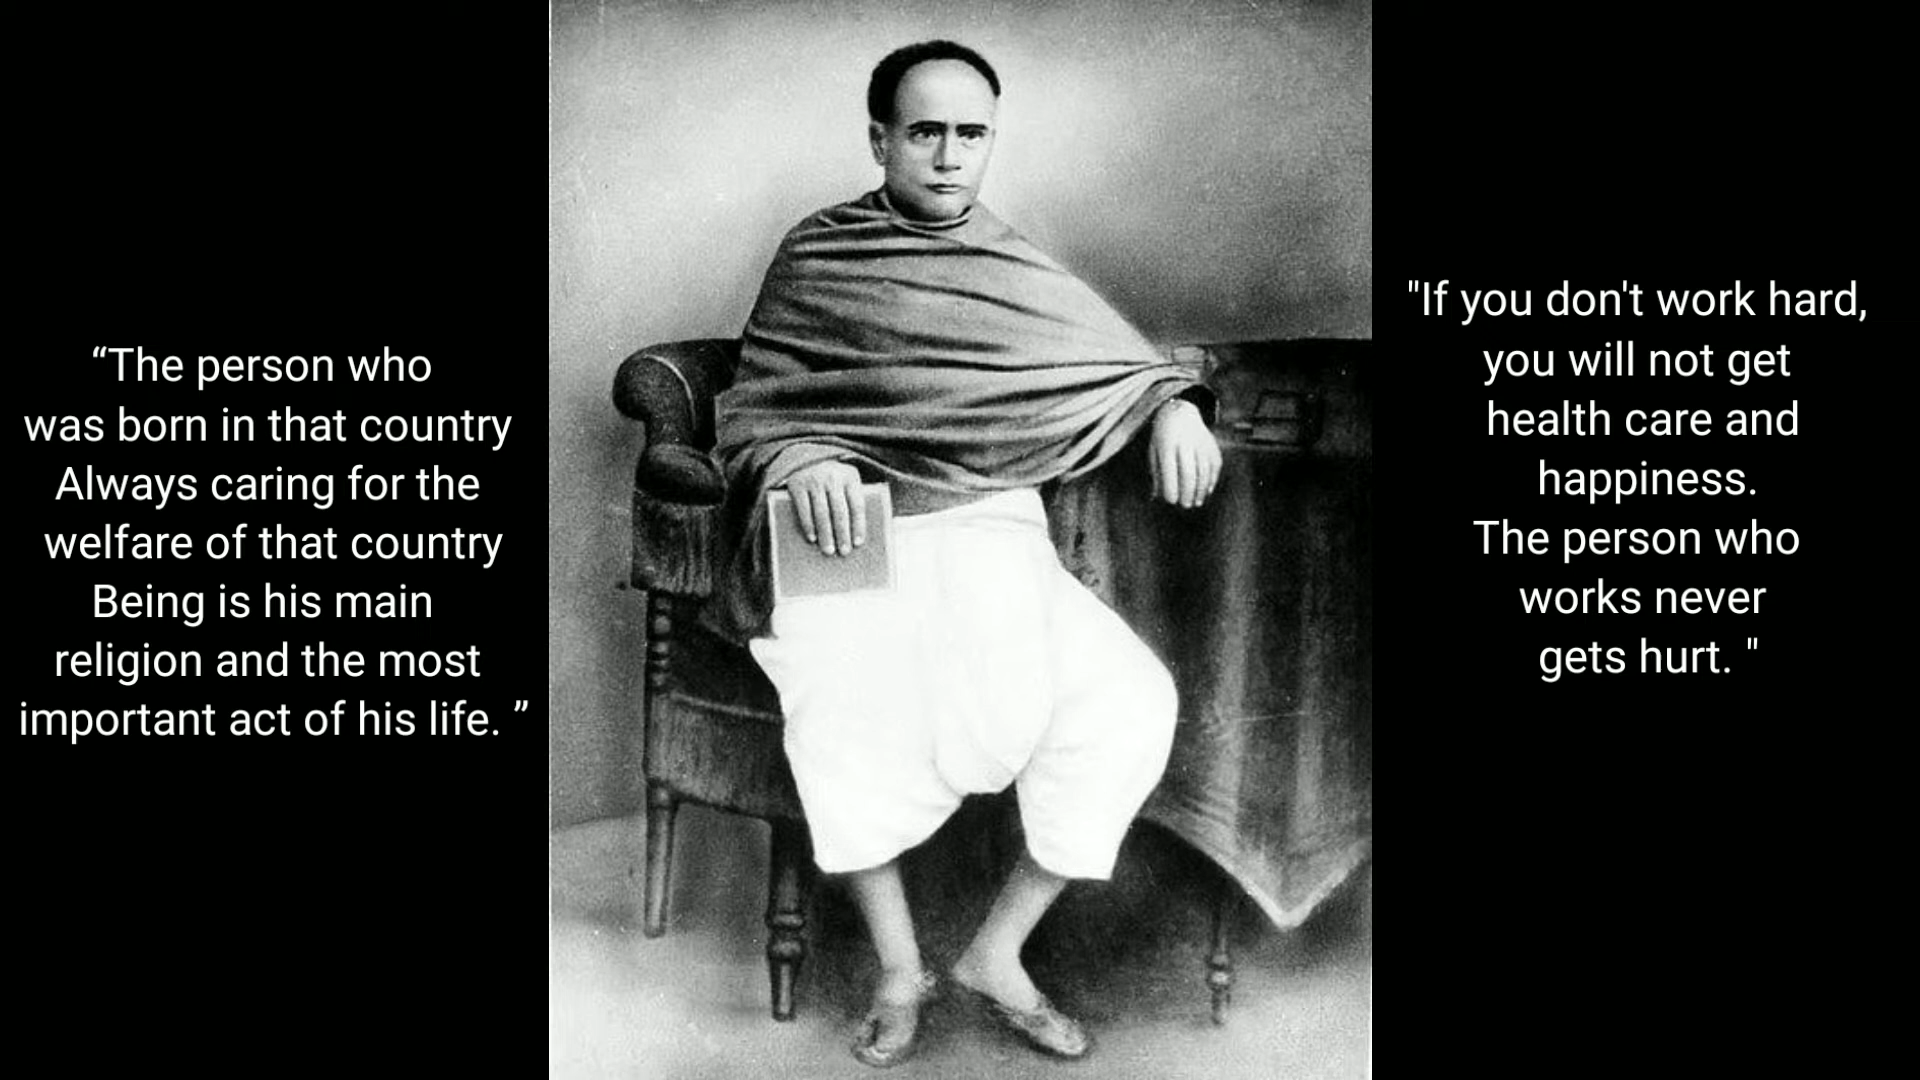 “The person who
was born in that country
Always caring for the
welfare of that country
Being is his main
religion and the most
important act of his life. ”
"If you don't work hard,
you will not get
health care and
happiness.
The person who
works never
gets hurt. "